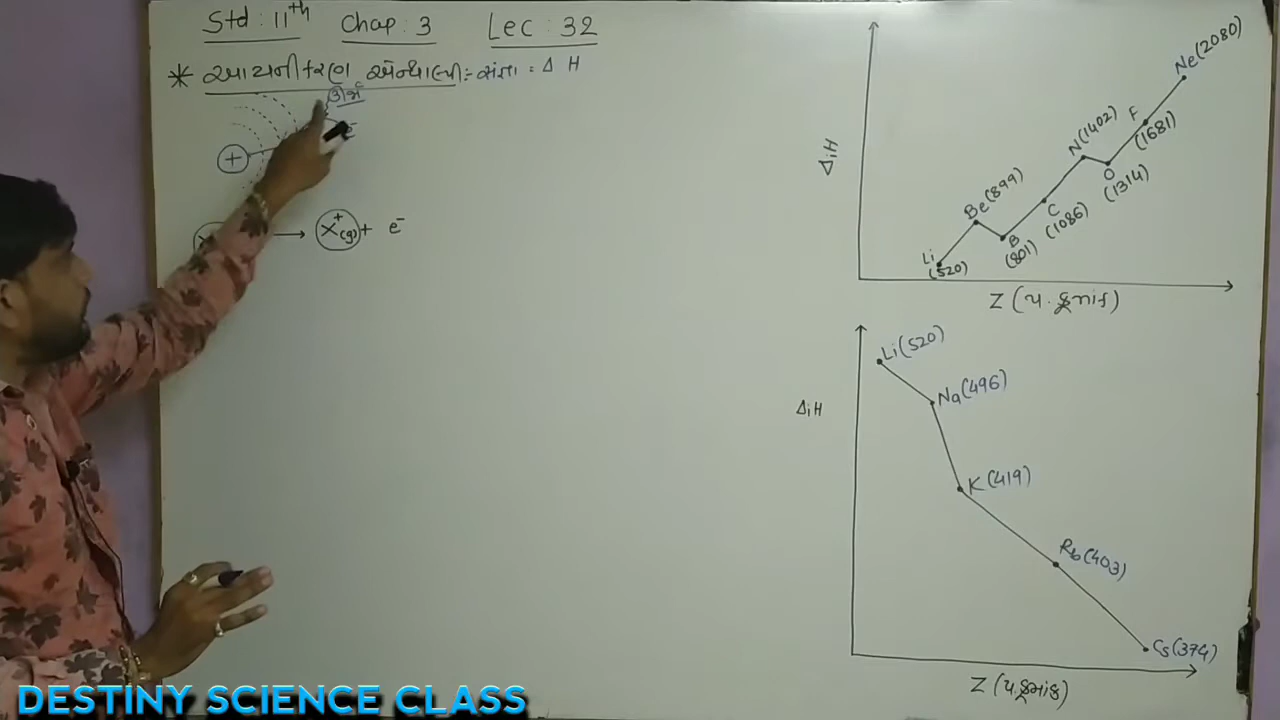 Std : 11th Chap : 3 Lec : 32
* આયનીકરણ એન્થાલ્પી :- સંજ્ઞા : Δ H
ઊર્જા
+ e-
→ X+(g) + e-
ΔiH
Li (520)
Be (899)
B (801)
C (1086)
N (1402)
O (1314)
F (1681)
Ne (2080)
Z (પ. ક્રમાંક)
ΔiH
Li (520)
Na (496)
K (419)
Rb (403)
Cs (374)
Z (પ. ક્રમાંક)
DESTINY SCIENCE CLASS